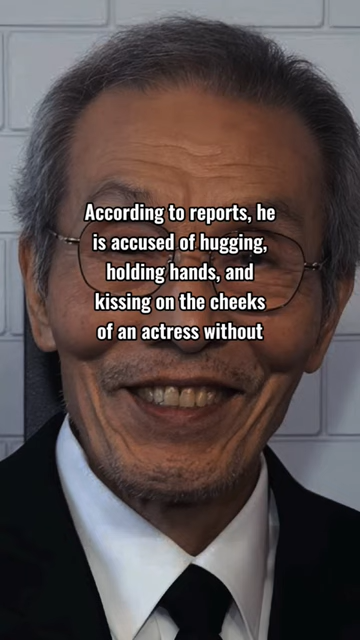 According to reports, he
is accused of hugging,
holding hands, and
kissing on the cheeks
of an actress without